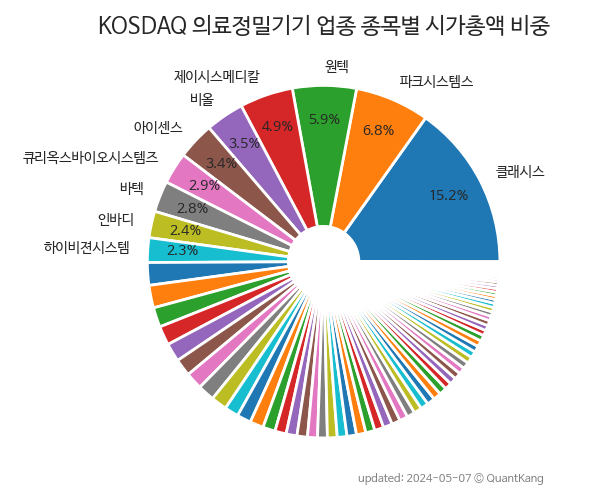 KOSDAQ 의료정밀기기 업종 종목별 시가총액 비중
원텍
제이시스메디칼
파크시스템스
비올
5.9%
4.9%
6.8%
아이센스
3.5%
3.4%
큐리옥스바이오시스템즈
클래시스
2.9%
바텍
15.2%
2.8%
인바디
2.4%
하이비젼시스템
2.3%
updated: 2024-05-07 © QuantKang